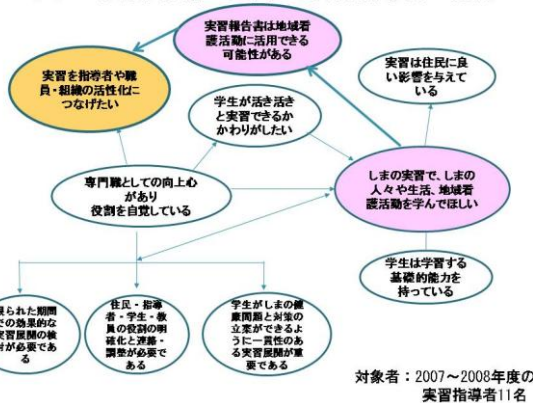 実習報告書は地域看
護活動に活用できる
可能性がある
実習を指導者や職
員・組織の活性化に
つなげたい
実習は住民に良
い影響を与えて
いる
学生が活き活き
と実習できるか
かわりがしたい
専門職としての向上心
があり
役割を自覚している
しまの実習で、しまの
人々や生活、地域看
護活動を学んでほしい
学生は学習する
基礎的能力を
持っている
限られた期間
での効果的な
実習展開の検
討が必要であ
る
住民・指導
者・学生・教
員の役割の明
確化と連絡・
調整が必要で
ある
学生がしまの健
康問題と対策の
立案ができるよ
うに一貫性のあ
る実習展開が重
要である
対象者：2007～2008年度の
実習指導者11名